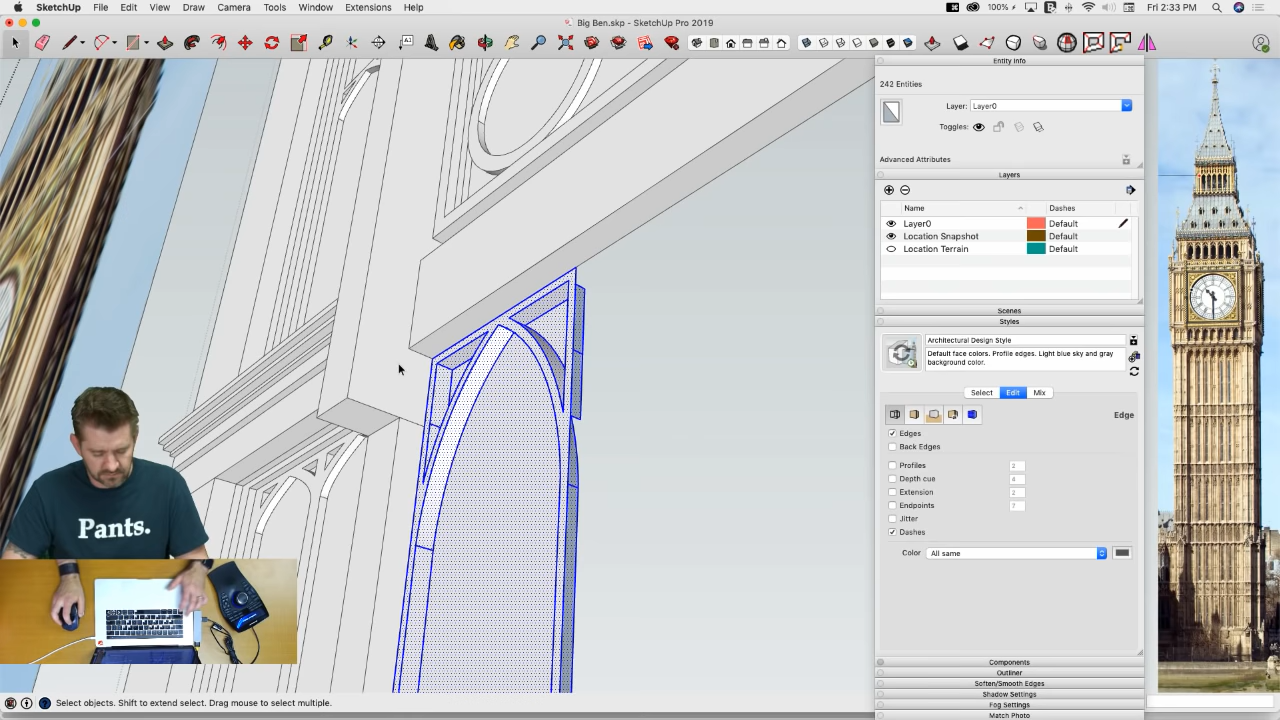 SketchUp File Edit View Draw Camera Tools Window Extensions Help
100% Fri 2:33 PM
Big Ben.skp - SketchUp Pro 2019
Entity Info
242 Entities
Layer: Layer0
Toggles:
Advanced Attributes
Layers
Name Dashes
Layer0 Default
Location Snapshot Default
Location Terrain Default
Scenes
Styles
Architectural Design Style
Default face colors. Profile edges. Light blue sky and gray
background color.
Select Edit Mix
Edge
Edges
Back Edges
Profiles 2
Depth cue 4
Extension 2
Endpoints 7
Jitter
Dashes
Color All same
Pants.
Components
Outliner
Soften/Smooth Edges
Shadow Settings
Fog Settings
Match Photo
Select objects. Shift to extend select. Drag mouse to select multiple.